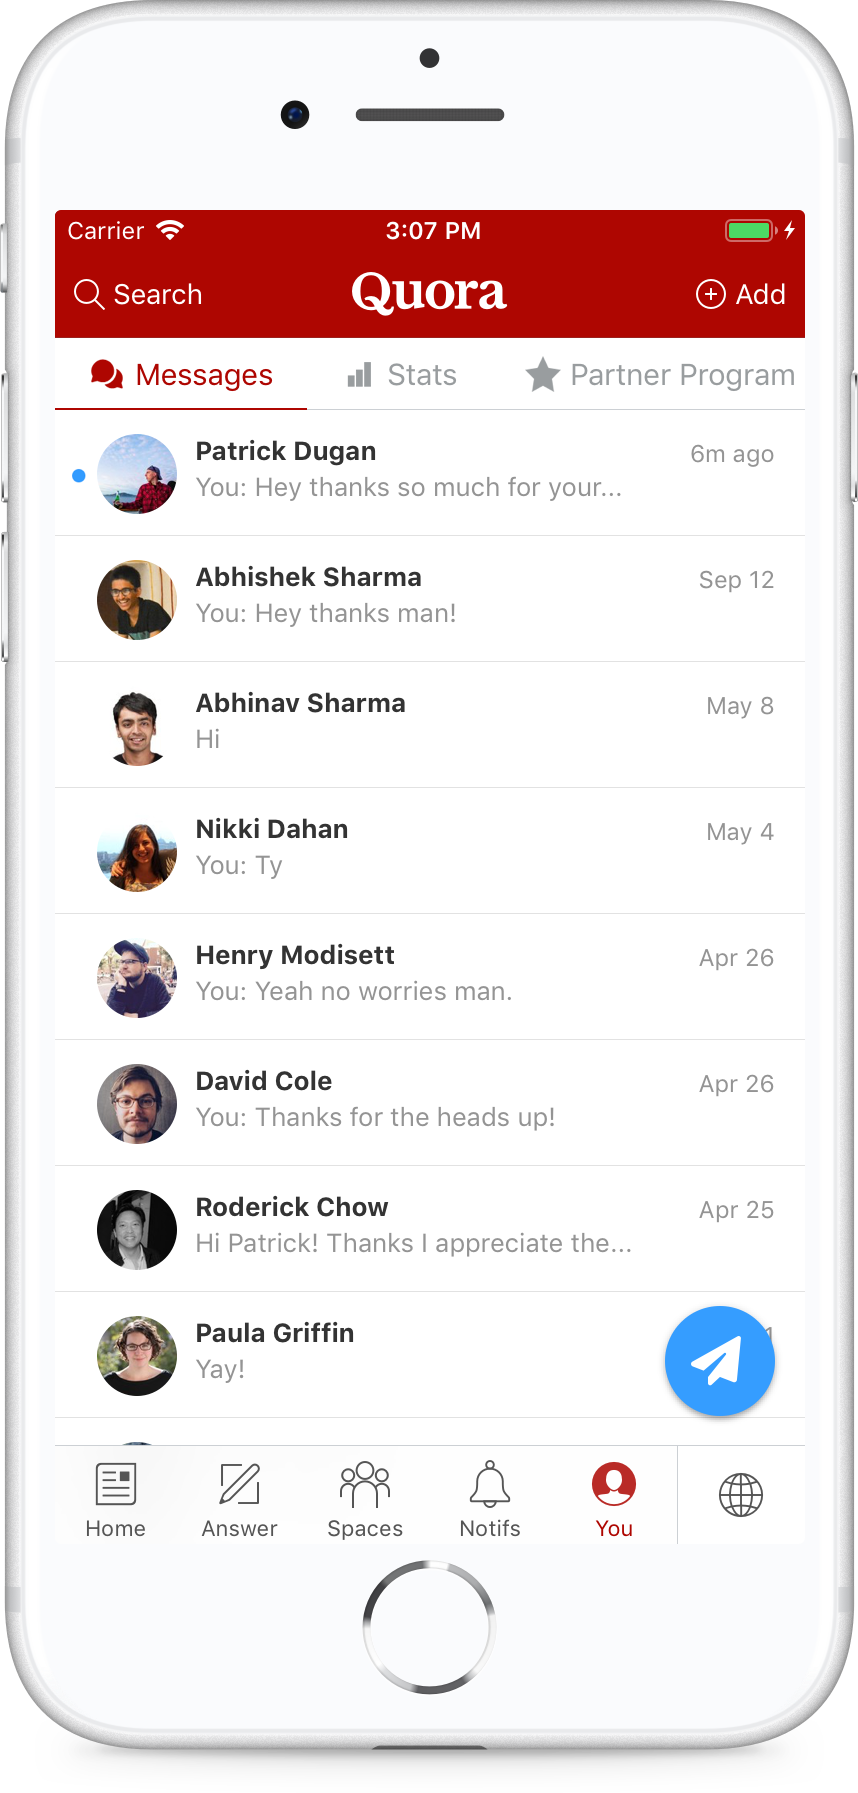 Carrier 3:07 PM
Search Quora Add
Messages Stats Partner Program
Patrick Dugan 6m ago
You: Hey thanks so much for your...
Abhishek Sharma Sep 12
You: Hey thanks man!
Abhinav Sharma May 8
Hi
Nikki Dahan May 4
You: Ty
Henry Modisett Apr 26
You: Yeah no worries man.
David Cole Apr 26
You: Thanks for the heads up!
Roderick Chow Apr 25
Hi Patrick! Thanks I appreciate the...
Paula Griffin
Yay!
Home Answer Spaces Notifs You